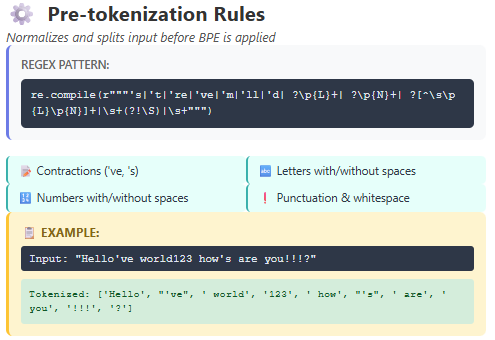 Pre-tokenization Rules
Normalizes and splits input before BPE is applied
REGEX PATTERN:
re.compile(r"""'s|'t|'re|'ve|'m|'ll|'d| ?\p{L}+| ?\p{N}+| ?[^\s\p
{L}\p{N}]+|\s+(?!\S)|\s+""")
Contractions ('ve, 's)
Letters with/without spaces
Numbers with/without spaces
Punctuation & whitespace
EXAMPLE:
Input: "Hello've world123 how's are you!!!?"
Tokenized: ['Hello', "'ve", ' world', '123', ' how', "'s", ' are', '
you', '!!!', '?']